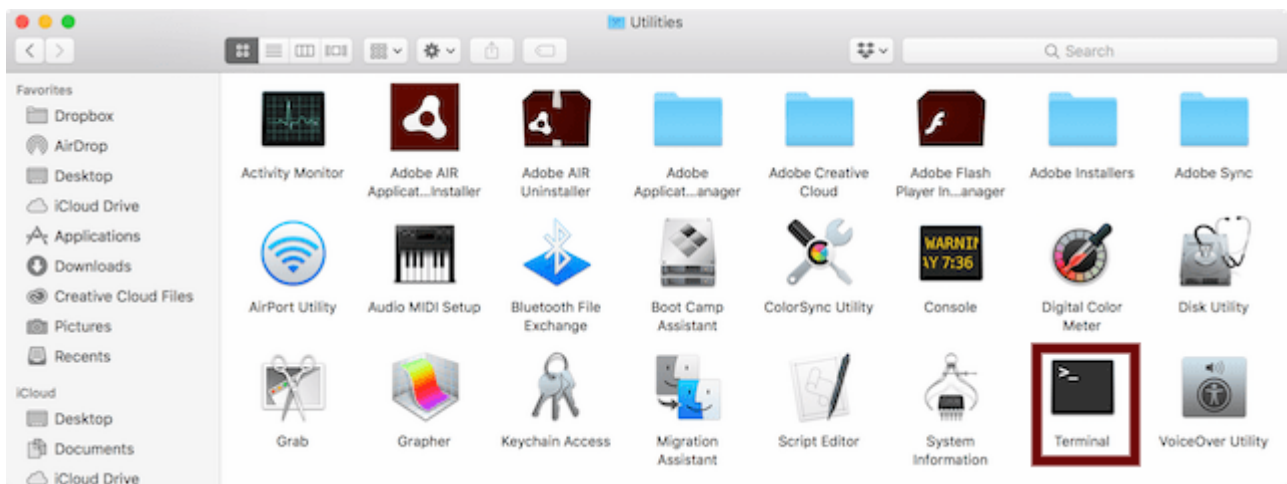 Utilities
Search
Favorites
Dropbox
AirDrop
Desktop
iCloud Drive
Applications
Downloads
Creative Cloud Files
Pictures
Recents
iCloud
Desktop
Documents
iCloud Drive
Activity Monitor
Adobe AIR
Applicat...Installer
Adobe AIR
Uninstaller
Adobe
Applicat...anager
Adobe Creative
Cloud
Adobe Flash
Player In...anager
Adobe Installers
Adobe Sync
AirPort Utility
Audio MIDI Setup
Bluetooth File
Exchange
Boot Camp
Assistant
ColorSync Utility
WARNIN
AY 7:36
Console
Digital Color
Meter
Disk Utility
Grab
Grapher
Keychain Access
Migration
Assistant
Script Editor
System
Information
>_
Terminal
VoiceOver Utility